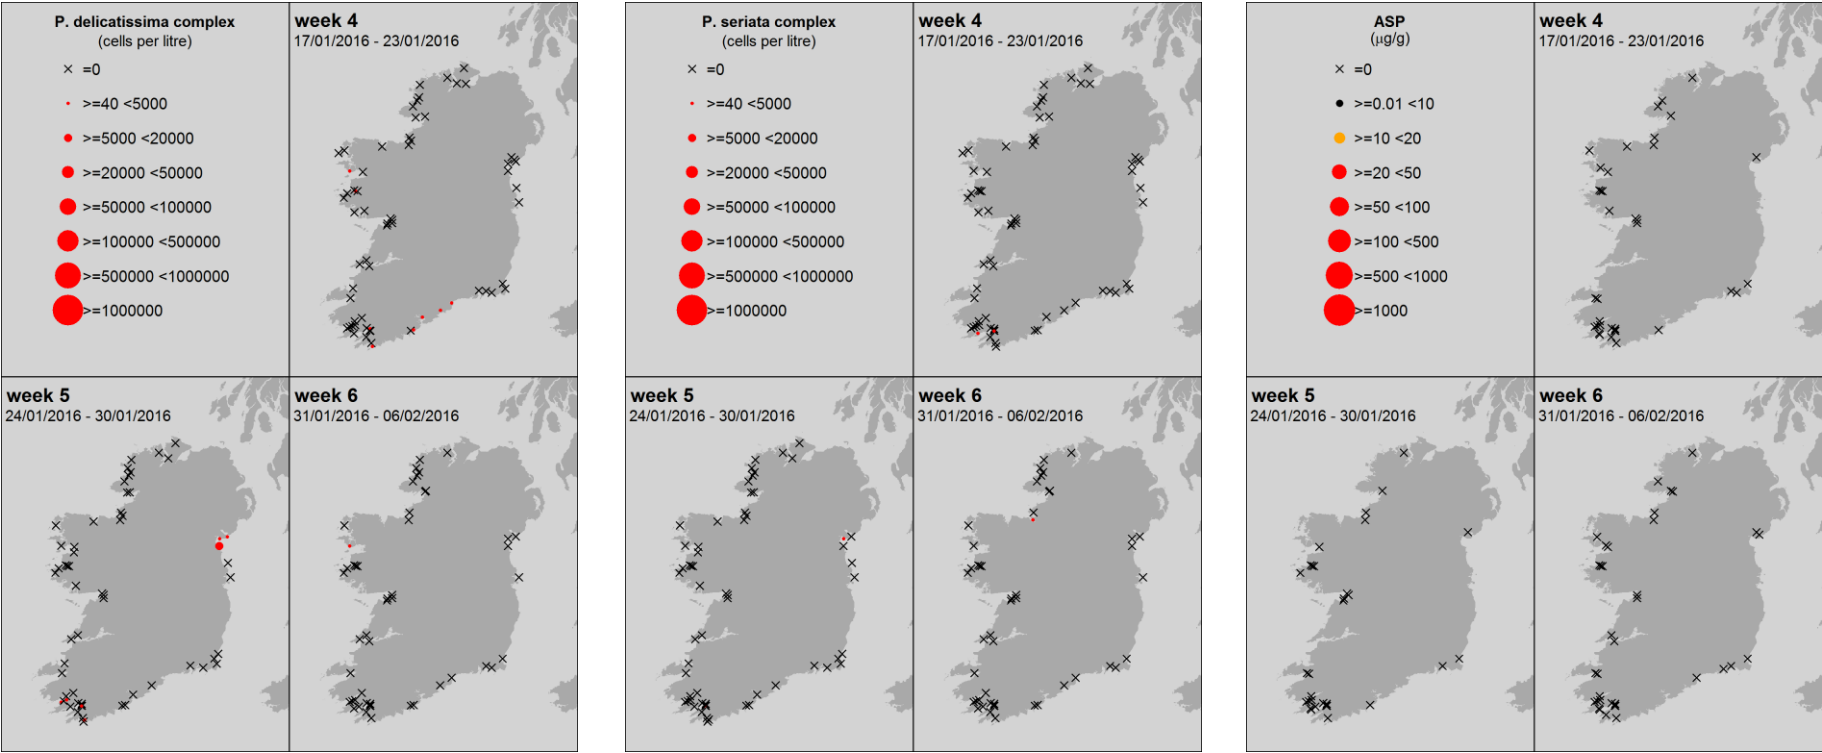 P. delicatissima complex
(cells per litre)
=0
>=40 <5000
>=5000 <20000
>=20000 <50000
>=50000 <100000
>=100000 <500000
>=500000 <1000000
>=1000000
week 4
17/01/2016 - 23/01/2016
week 5
24/01/2016 - 30/01/2016
week 6
31/01/2016 - 06/02/2016
P. seriata complex
(cells per litre)
=0
>=40 <5000
>=5000 <20000
>=20000 <50000
>=50000 <100000
>=100000 <500000
>=500000 <1000000
>=1000000
week 4
17/01/2016 - 23/01/2016
week 5
24/01/2016 - 30/01/2016
week 6
31/01/2016 - 06/02/2016
ASP
(μg/g)
=0
>=0.01 <10
>=10 <20
>=20 <50
>=50 <100
>=100 <500
>=500 <1000
>=1000
week 4
17/01/2016 - 23/01/2016
week 5
24/01/2016 - 30/01/2016
week 6
31/01/2016 - 06/02/2016